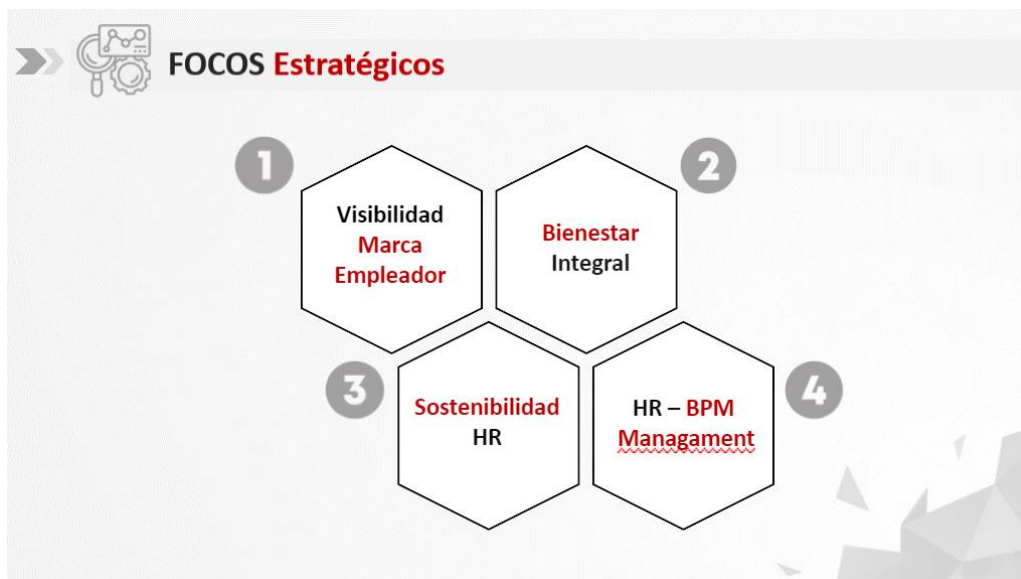 FOCOS Estratégicos
1
Visibilidad
Marca
Empleador
2
Bienestar
Integral
3
Sostenibilidad
HR
4
HR – BPM
Managament